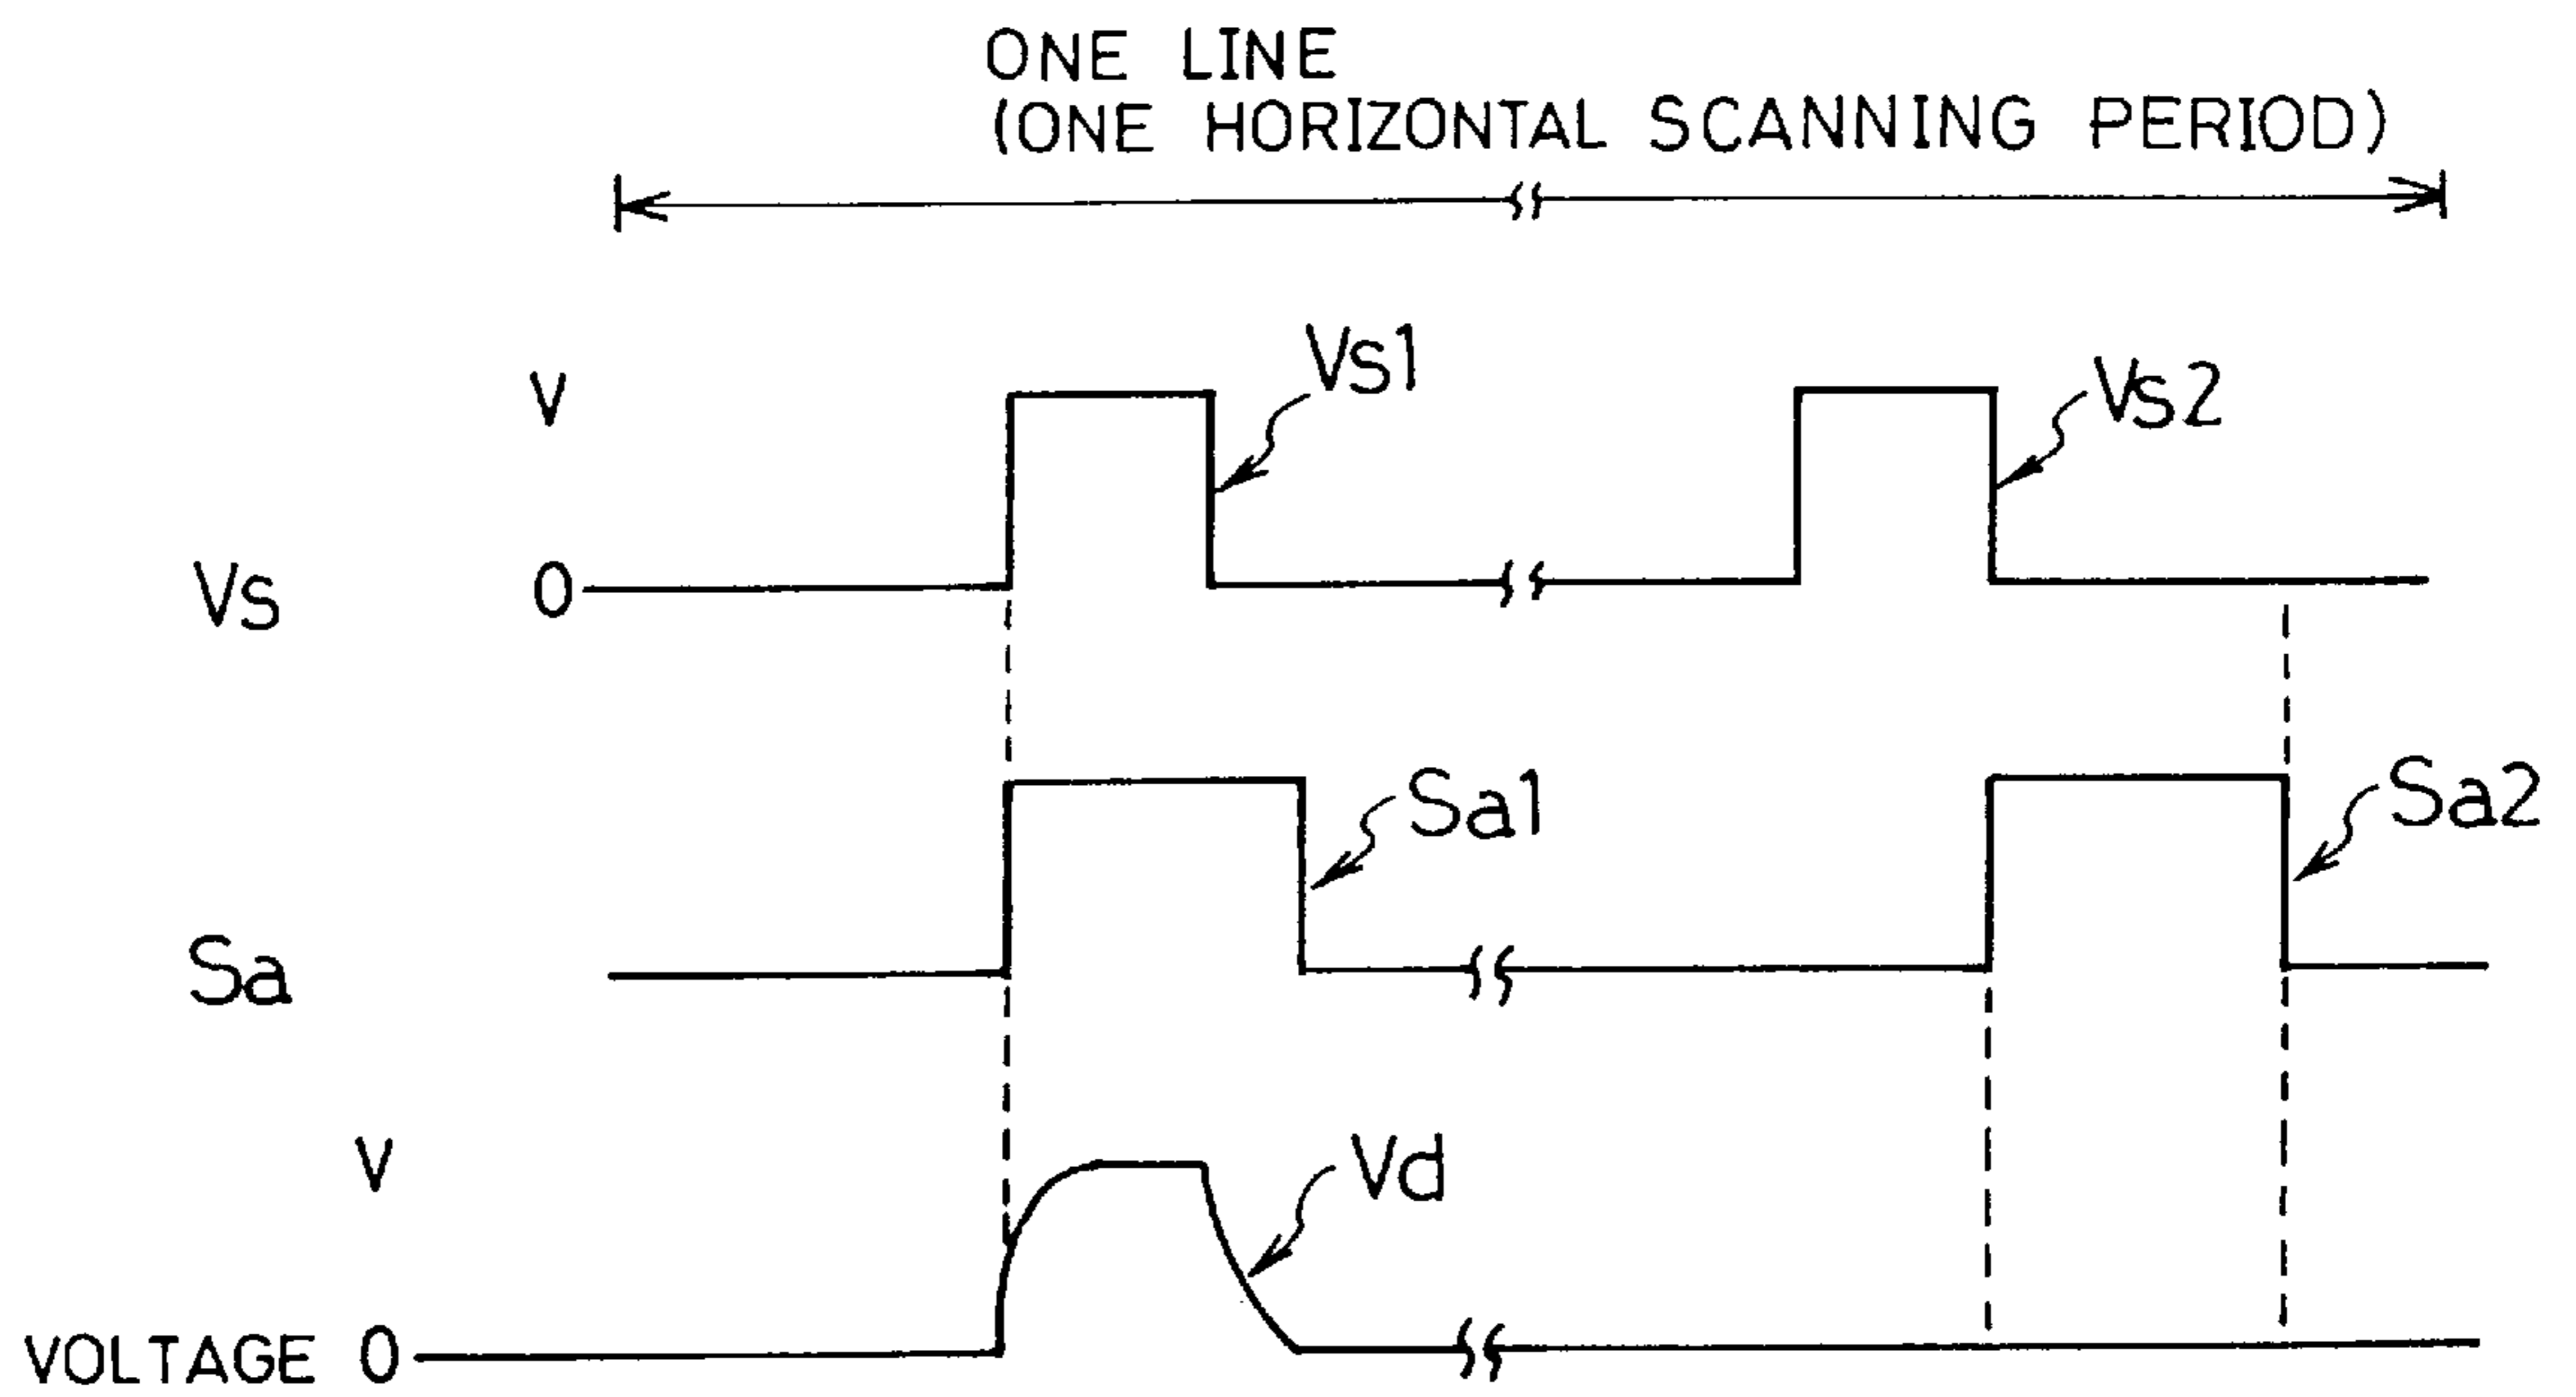 ONE LINE
(ONE HORIZONTAL SCANNING PERIOD)
V
Vs1
Vs2
Vs
0
Sa1
Sa2
Sa
V
Vd
VOLTAGE 0